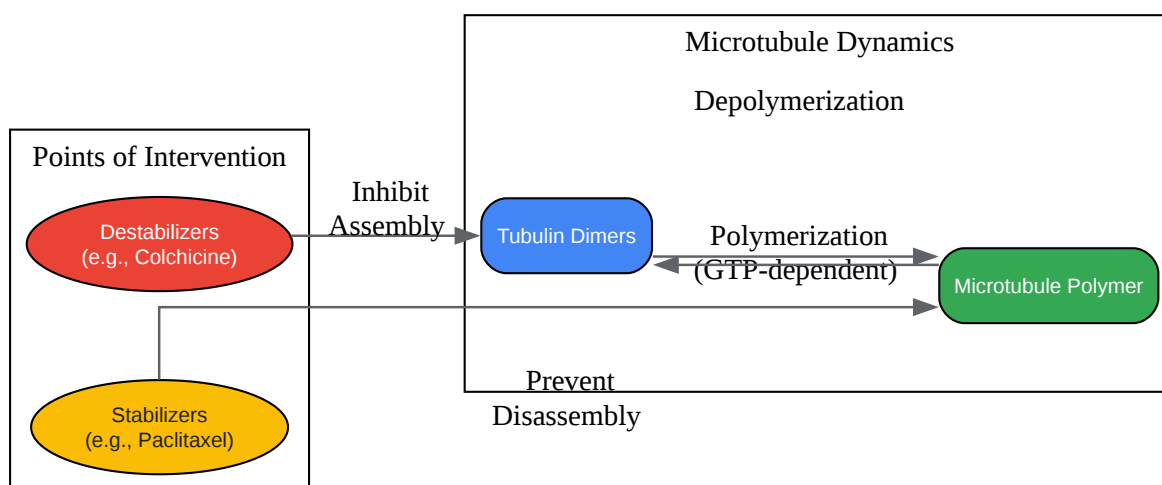 Microtubule Dynamics
Depolymerization
Points of Intervention
Inhibit
Assembly
Destabilizers
(e.g., Colchicine)
Tubulin Dimers
Polymerization
(GTP-dependent)
Microtubule Polymer
Prevent
Disassembly
Stabilizers
(e.g., Paclitaxel)